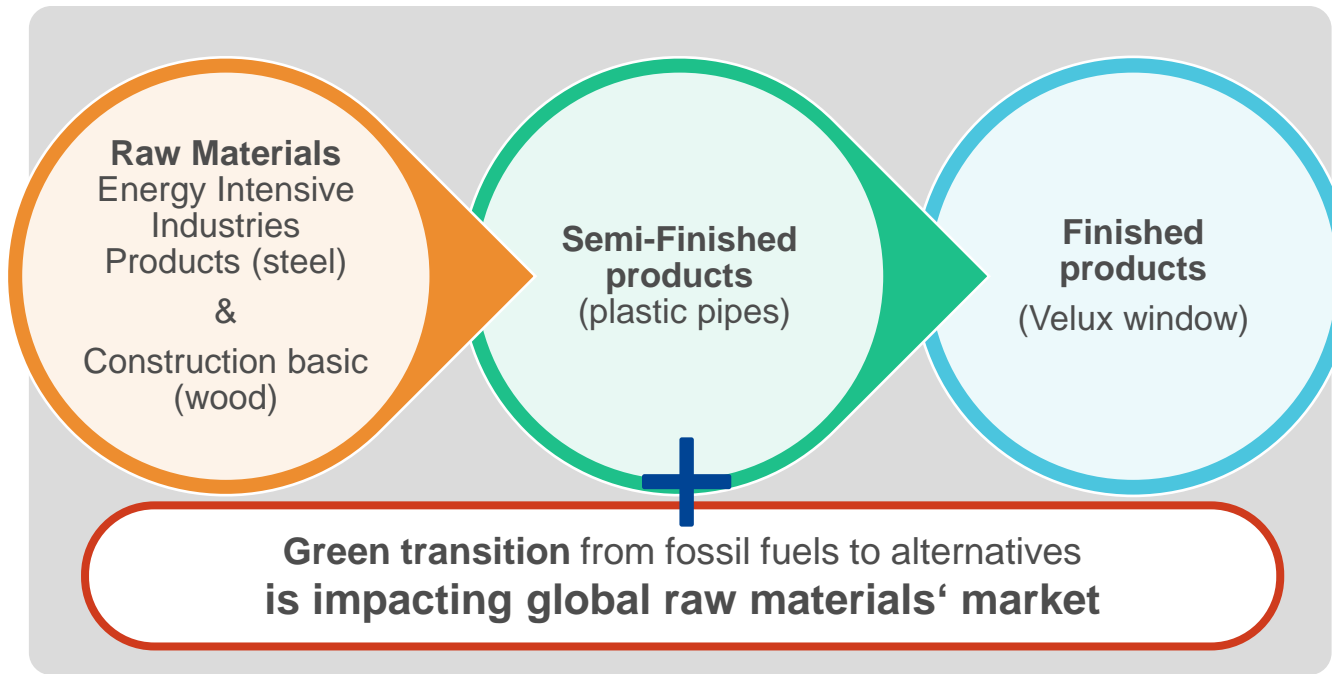 Raw Materials
Energy Intensive
Industries
Products (steel)
&
Construction basic
(wood)
Semi-Finished
products
(plastic pipes)
Finished
products
(Velux window)
Green transition from fossil fuels to alternatives
is impacting global raw materials‘ market